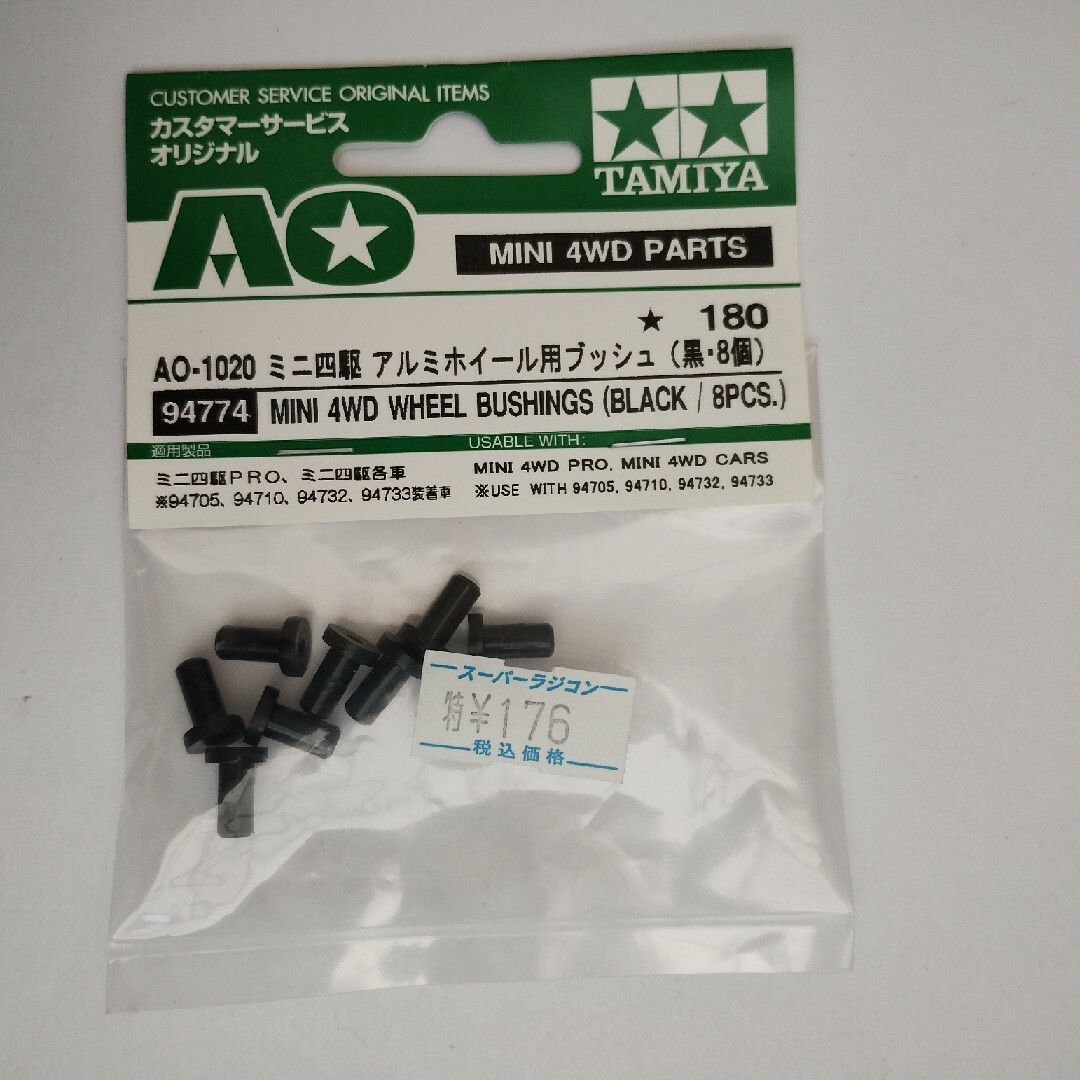 CUSTOMER SERVICE ORIGINAL ITEMS
カスタマーサービス
オリジナル
TAMIYA
AO
MINI 4WD PARTS
★ 180
AO-1020 ミニ四駆 アルミホイール用ブッシュ（黒・8個）
94774 MINI 4WD WHEEL BUSHINGS (BLACK / 8PCS.)
適用製品
ミニ四駆PRO、ミニ四駆各車
※94705、94710、94732、94733装着車
USABLE WITH:
MINI 4WD PRO, MINI 4WD CARS
※USE WITH 94705, 94710, 94732, 94733
スーパーラジコン
特¥176
税込価格